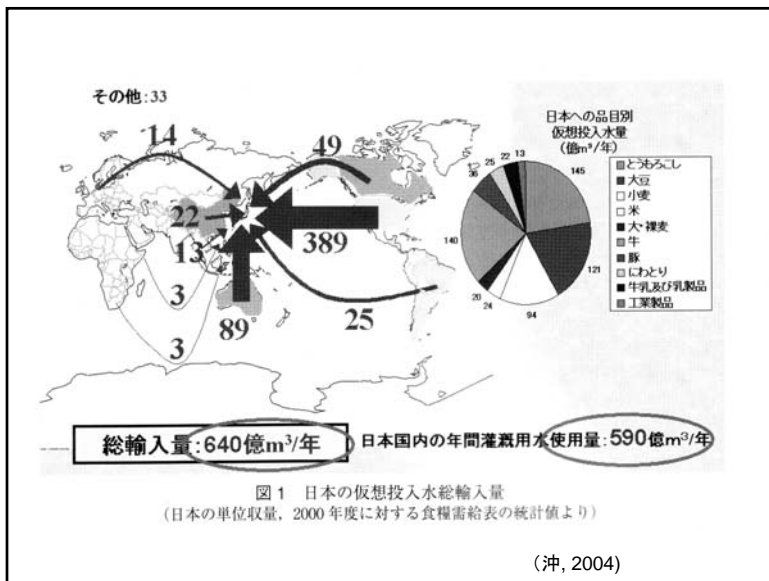 その他:33
14
49
22
13
389
3
3
89
25
日本への品目別
仮想投入水量
(億m³/年)
とうもろこし
大豆
小麦
米
大・裸麦
牛
豚
にわとり
牛乳及び乳製品
工業製品
145
121
94
24
20
140
36
25
22
13
総輸入量:640億m³/年
日本国内の年間灌漑用水使用量:590億m³/年
図1 日本の仮想投入水総輸入量
(日本の単位収量, 2000年度に対する食糧需給表の統計値より)
(沖, 2004)